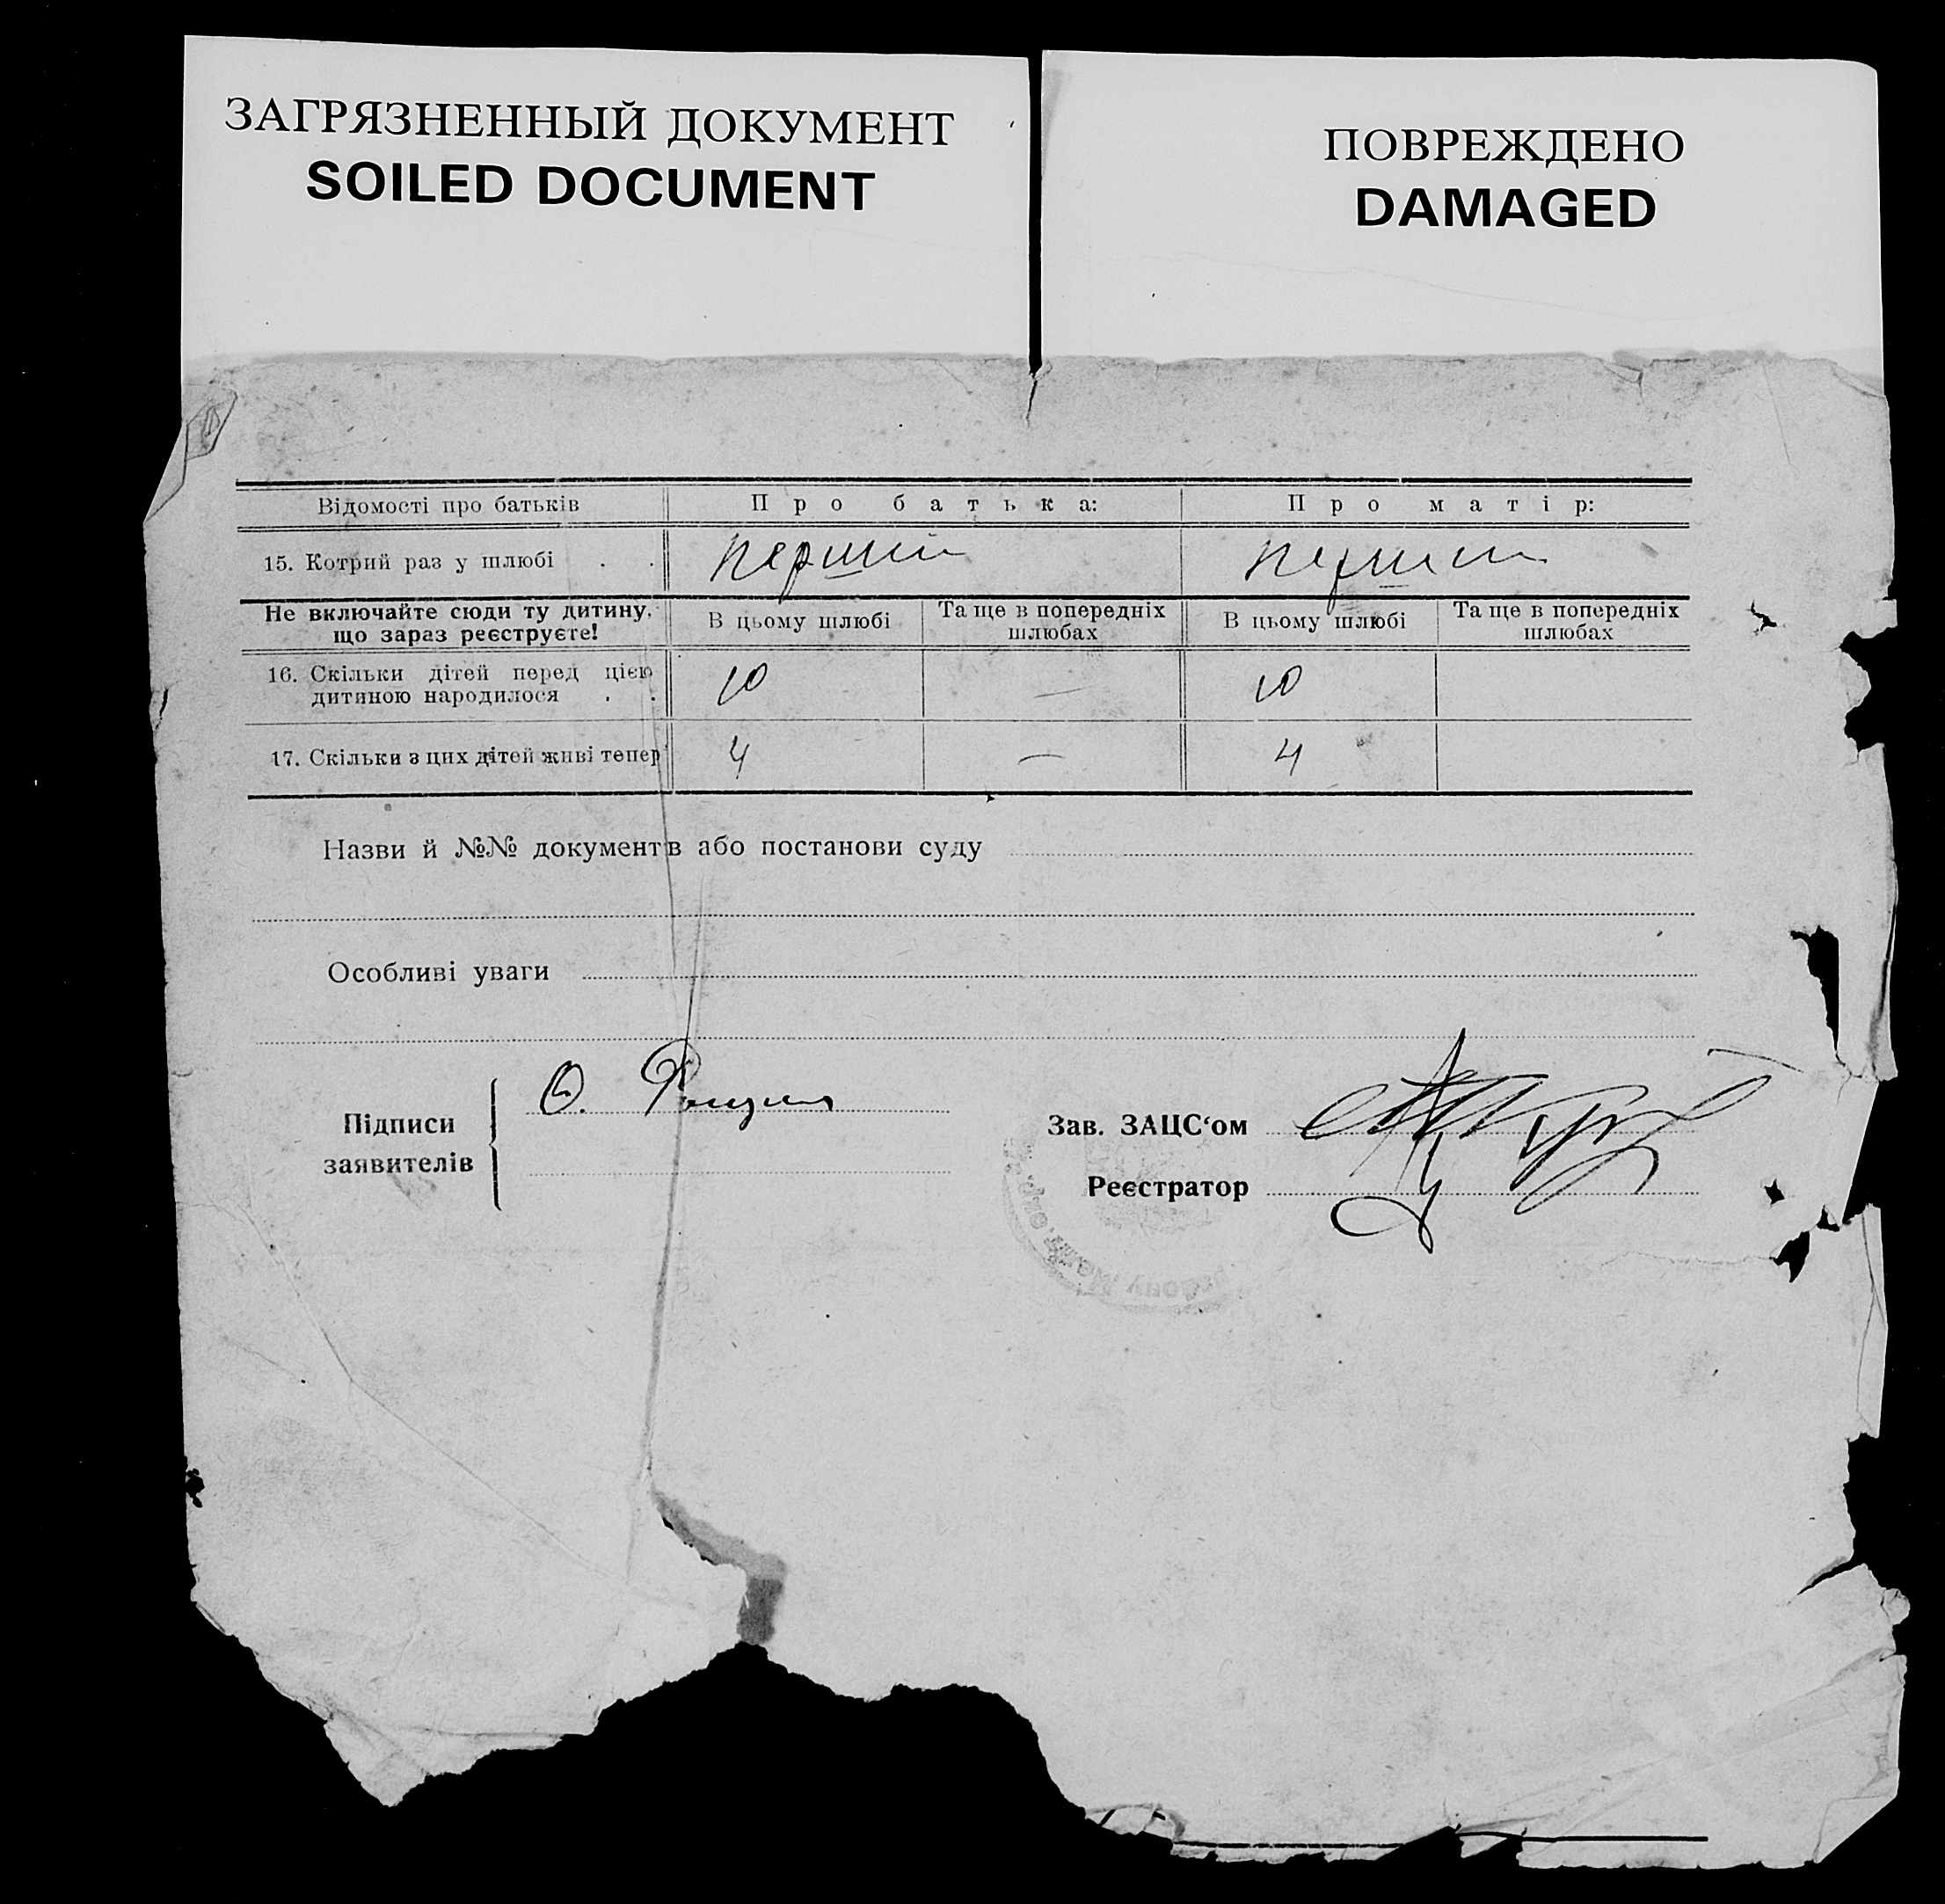 ЗАГРЯЗНЕННЫЙ ДОКУМЕНТ
SOILED DOCUMENT
ПОВРЕЖДЕНО
DAMAGED
Відомості про батьків Про батька: Про матір:
15. Котрий раз у шлюбі . . перший перший
Не включайте сюди ту дитину, що зараз реєструєте! В цьому шлюбі Та ще в попередніх шлюбах В цьому шлюбі Та ще в попередніх шлюбах
16. Скільки дітей перед цією
дитиною народилося . . 10 — 10
17. Скільки з цих дітей живі тепер 4 — 4
Назви й №№ документів або постанови суду
Особливі уваги
Підписи
заявителів
О.
Зав. ЗАЦС‘ом
Реєстратор